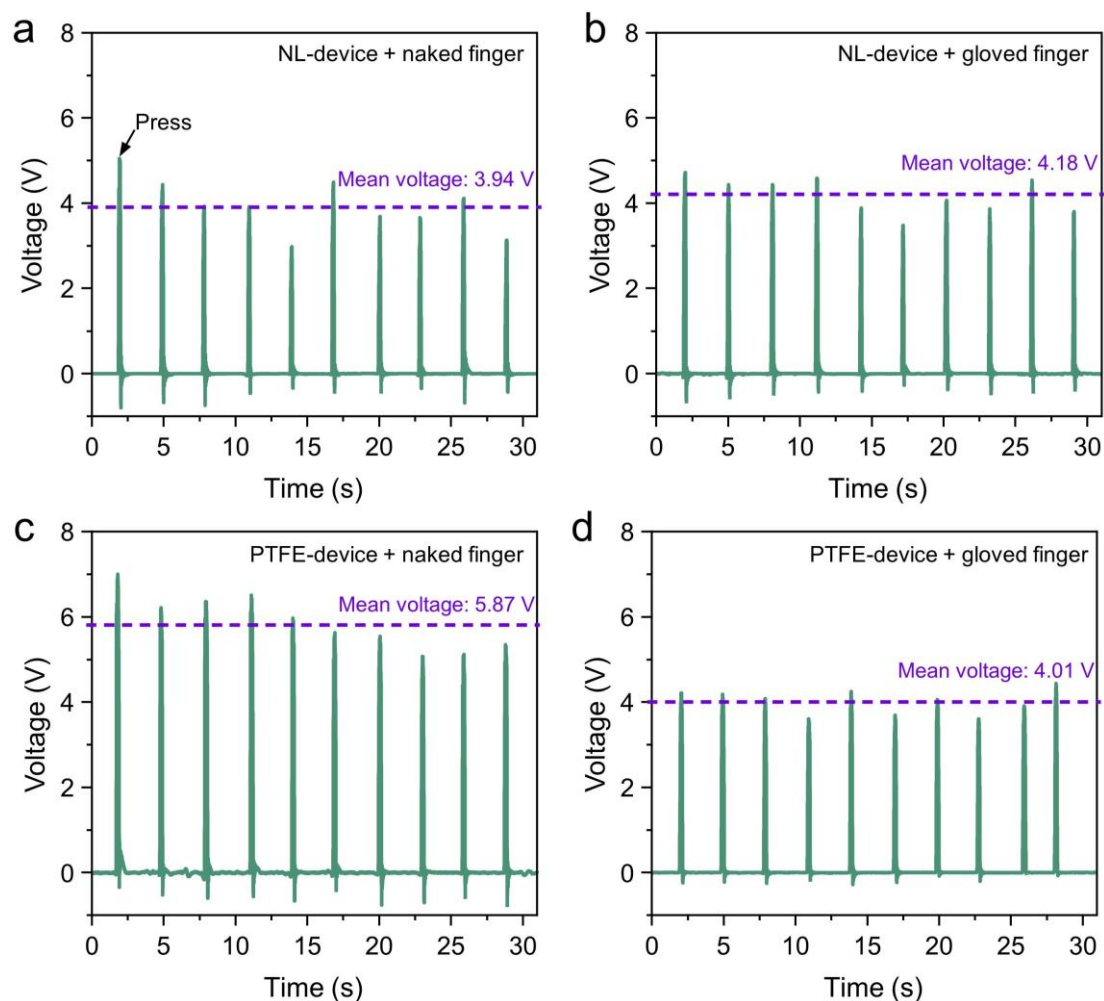 a
NL-device + naked finger
Press
Mean voltage: 3.94 V
Voltage (V)
8
6
4
2
0
0 5 10 15 20 25 30
Time (s)
b
NL-device + gloved finger
Mean voltage: 4.18 V
Voltage (V)
8
6
4
2
0
0 5 10 15 20 25 30
Time (s)
c
PTFE-device + naked finger
Mean voltage: 5.87 V
Voltage (V)
8
6
4
2
0
0 5 10 15 20 25 30
Time (s)
d
PTFE-device + gloved finger
Mean voltage: 4.01 V
Voltage (V)
8
6
4
2
0
0 5 10 15 20 25 30
Time (s)